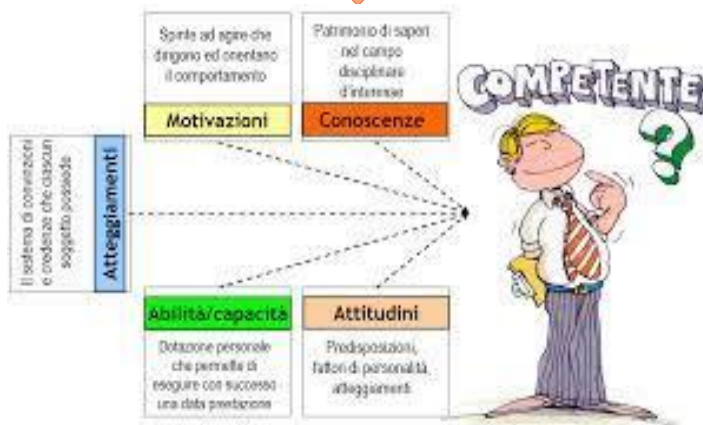 Spinte ad agire che
dirigono ed orientano
il comportamento
Motivazioni
Patrimonio di saperi
nel campo
disciplinare
d'interesse
Conoscenze
COMPETENTE
?
Il sistema di convinzioni
e credenze che ciascun
soggetto possiede
Atteggiamenti
Abilità/capacità
Dotazione personale
che permette di
eseguire con successo
una data prestazione
Attitudini
Predisposizioni,
fattori di personalità,
atteggiamenti